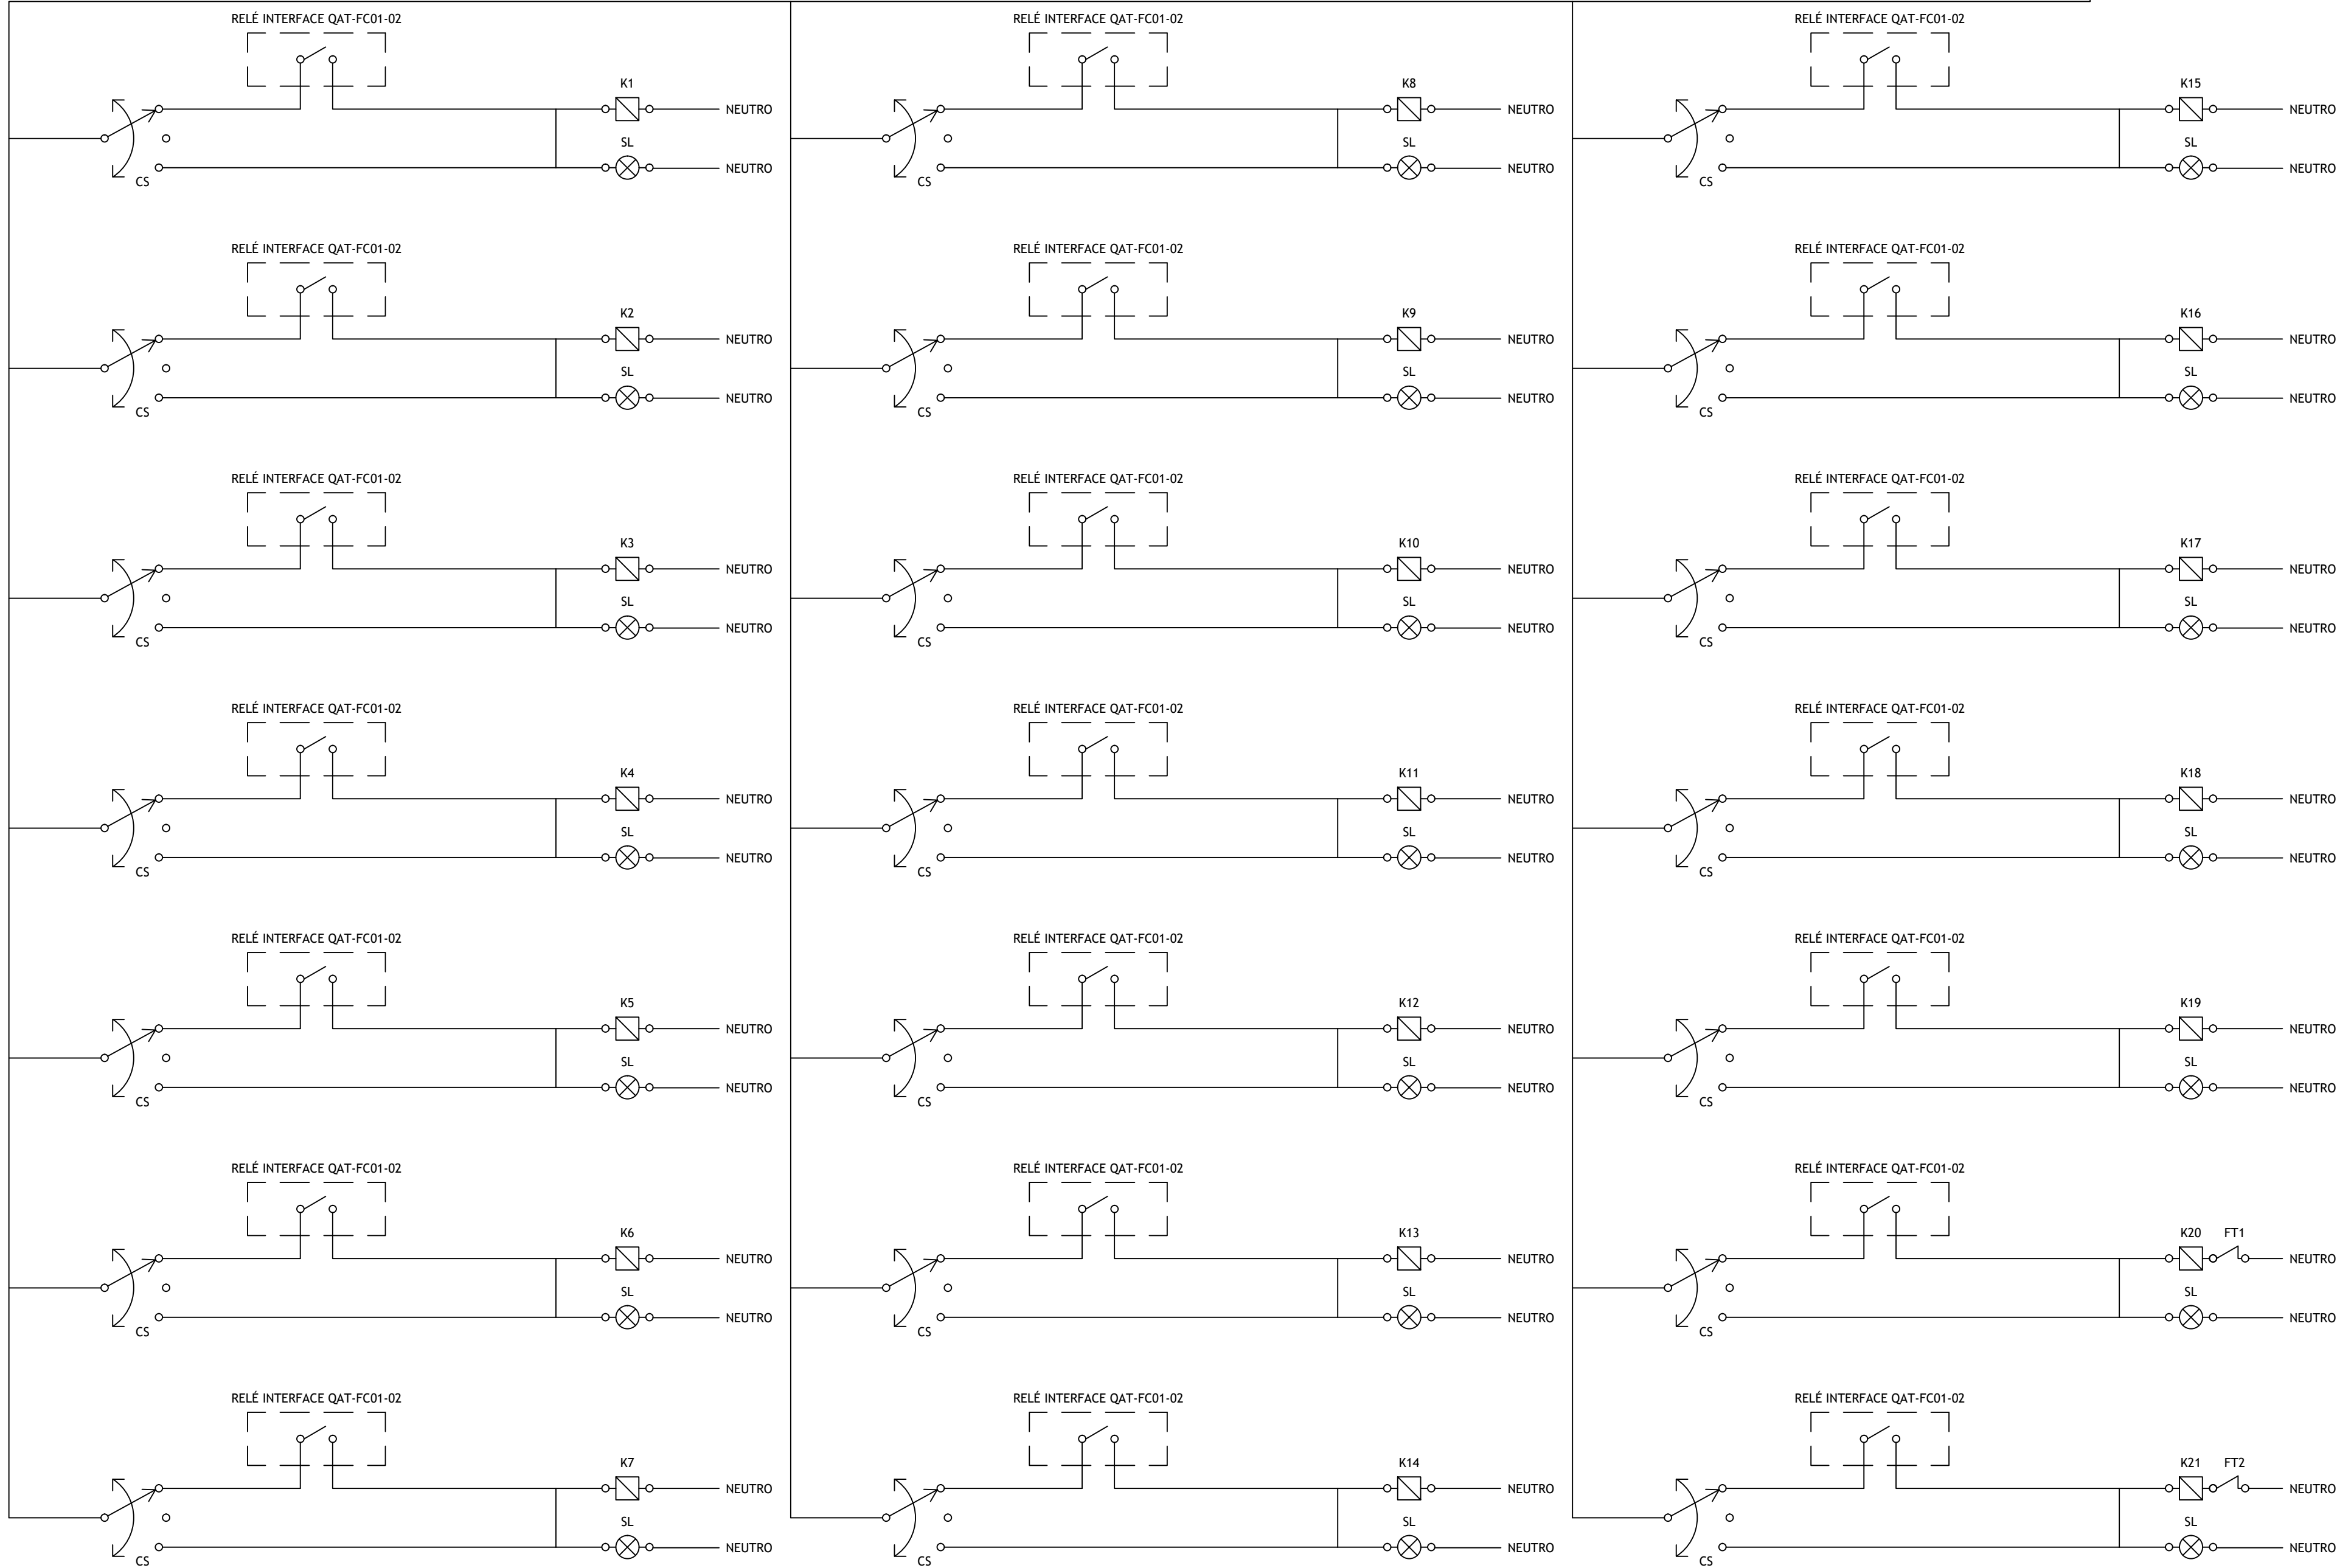 RELÉ INTERFACE QAT-FC01-02 RELÉ INTERFACE QAT-FC01-02 RELÉ INTERFACE QAT-FC01-02
K1 K8 K15
NEUTRO NEUTRO NEUTRO
SL SL SL
NEUTRO NEUTRO NEUTRO
CS CS CS
RELÉ INTERFACE QAT-FC01-02 RELÉ INTERFACE QAT-FC01-02 RELÉ INTERFACE QAT-FC01-02
K2 K9 K16
NEUTRO NEUTRO NEUTRO
SL SL SL
NEUTRO NEUTRO NEUTRO
CS CS CS
RELÉ INTERFACE QAT-FC01-02 RELÉ INTERFACE QAT-FC01-02 RELÉ INTERFACE QAT-FC01-02
K3 K10 K17
NEUTRO NEUTRO NEUTRO
SL SL SL
NEUTRO NEUTRO NEUTRO
CS CS CS
RELÉ INTERFACE QAT-FC01-02 RELÉ INTERFACE QAT-FC01-02 RELÉ INTERFACE QAT-FC01-02
K4 K11 K18
NEUTRO NEUTRO NEUTRO
SL SL SL
NEUTRO NEUTRO NEUTRO
CS CS CS
RELÉ INTERFACE QAT-FC01-02 RELÉ INTERFACE QAT-FC01-02 RELÉ INTERFACE QAT-FC01-02
K5 K12 K19
NEUTRO NEUTRO NEUTRO
SL SL SL
NEUTRO NEUTRO NEUTRO
CS CS CS
RELÉ INTERFACE QAT-FC01-02 RELÉ INTERFACE QAT-FC01-02 RELÉ INTERFACE QAT-FC01-02
K6 K13 K20 FT1
NEUTRO NEUTRO NEUTRO
SL SL SL
NEUTRO NEUTRO NEUTRO
CS CS CS
RELÉ INTERFACE QAT-FC01-02 RELÉ INTERFACE QAT-FC01-02 RELÉ INTERFACE QAT-FC01-02
K7 K14 K21 FT2
NEUTRO NEUTRO NEUTRO
SL SL SL
NEUTRO NEUTRO NEUTRO
CS CS CS